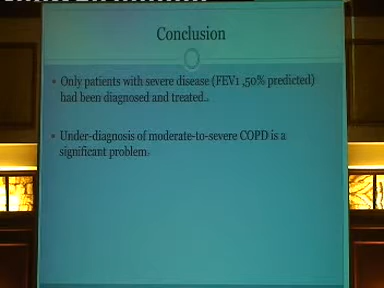 Conclusion
Only patients with severe disease (FEV1 ,50% predicted)
had been diagnosed and treated..
Under-diagnosis of moderate-to-severe COPD is a
significant problem.